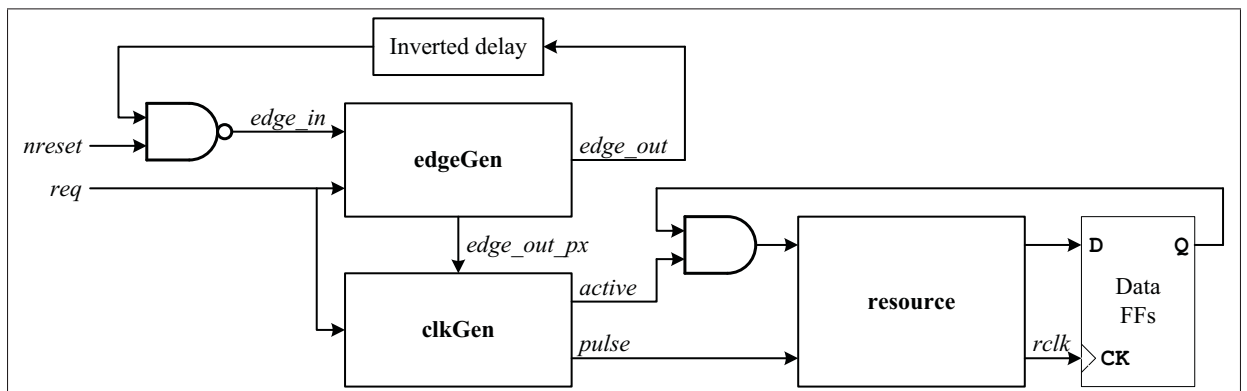 Inverted delay
edge_in
nreset
edgeGen
edge_out
req
edge_out_px
active
clkGen
pulse
resource
D
Q
Data
FFs
rclk
CK